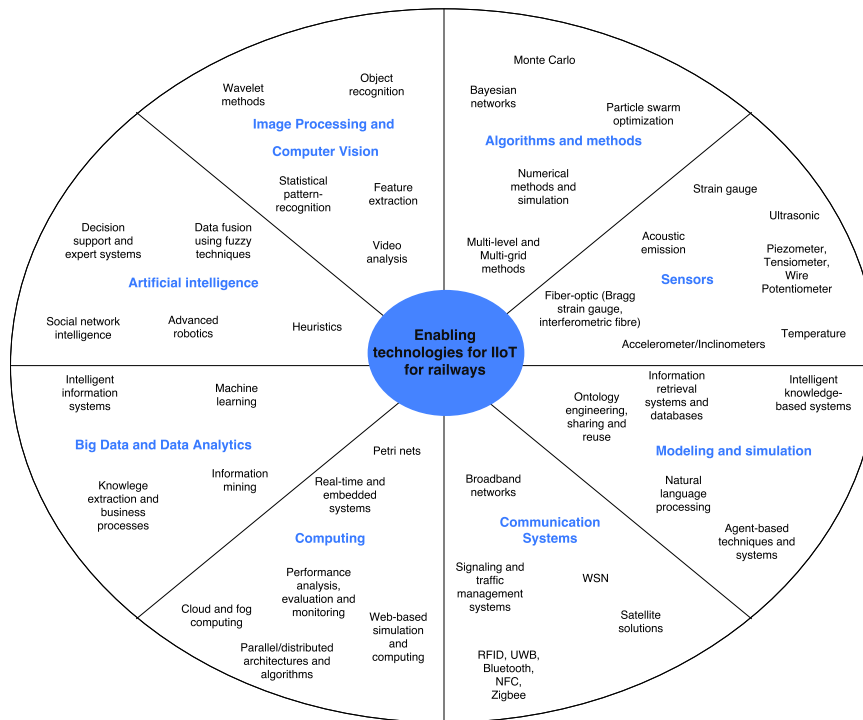 Monte Carlo
Object
recognition
Wavelet
methods
Bayesian
networks
Particle swarm
optimization
Image Processing and
Computer Vision
Algorithms and methods
Statistical
pattern-
recognition
Feature
extraction
Numerical
methods and
simulation
Video
analysis
Multi-level and
Multi-grid
methods
Strain gauge
Ultrasonic
Acoustic
emission
Piezometer,
Tensiometer,
Wire
Potentiometer
Sensors
Fiber-optic (Bragg
strain gauge,
interferometric fibre)
Temperature
Accelerometer/Inclinometers
Decision
support and
expert systems
Data fusion
using fuzzy
techniques
Artificial intelligence
Social network
intelligence
Advanced
robotics
Heuristics
Enabling
technologies for IIoT
for railways
Intelligent
information
systems
Machine
learning
Big Data and Data Analytics
Knowlege
extraction and
business
processes
Information
mining
Information
retrieval
systems and
databases
Intelligent
knowledge-
based systems
Ontology
engineering,
sharing and
reuse
Modeling and simulation
Natural
language
processing
Agent-based
techniques and
systems
Petri nets
Real-time and
embedded
systems
Computing
Performance
analysis,
evaluation and
monitoring
Cloud and fog
computing
Web-based
simulation
and
computing
Parallel/distributed
architectures and
algorithms
Broadband
networks
Communication
Systems
Signaling and
traffic
management
systems
WSN
Satellite
solutions
RFID, UWB,
Bluetooth,
NFC,
Zigbee